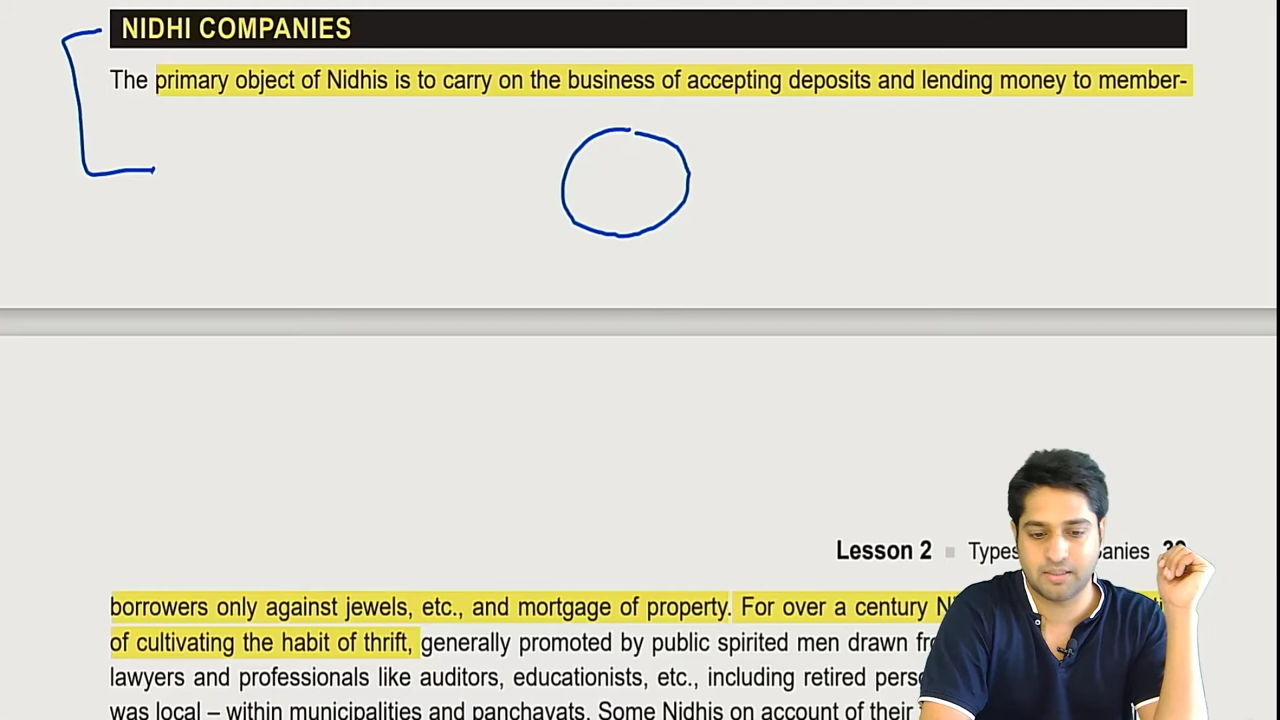 NIDHI COMPANIES
The primary object of Nidhis is to carry on the business of accepting deposits and lending money to member-
Lesson 2 Types
borrowers only against jewels, etc., and mortgage of property. For over a century
of cultivating the habit of thrift, generally promoted by public spirited men drawn
lawyers and professionals like auditors, educationists, etc., including retired
was local – within municipalities and panchayats. Some Nidhis on account of their